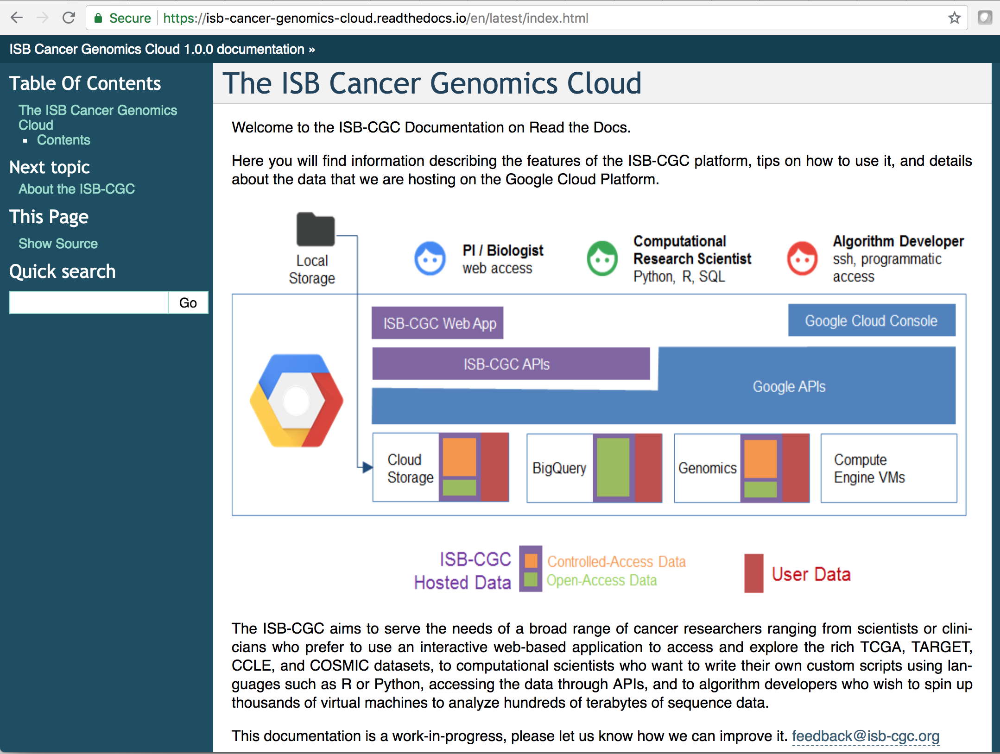 Secure https://isb-cancer-genomics-cloud.readthedocs.io/en/latest/index.html
ISB Cancer Genomics Cloud 1.0.0 documentation »
Table Of Contents
The ISB Cancer Genomics
Cloud
Contents
Next topic
About the ISB-CGC
This Page
Show Source
Quick search
Go
The ISB Cancer Genomics Cloud
Welcome to the ISB-CGC Documentation on Read the Docs.
Here you will find information describing the features of the ISB-CGC platform, tips on how to use it, and details
about the data that we are hosting on the Google Cloud Platform.
Local
Storage
PI / Biologist
web access
Computational
Research Scientist
Python, R, SQL
Algorithm Developer
ssh, programmatic
access
ISB-CGC Web App
Google Cloud Console
ISB-CGC APIs
Google APIs
Cloud
Storage
BigQuery
Genomics
Compute
Engine VMs
ISB-CGC
Hosted Data
Controlled-Access Data
Open-Access Data
User Data
The ISB-CGC aims to serve the needs of a broad range of cancer researchers ranging from scientists or clini-
cians who prefer to use an interactive web-based application to access and explore the rich TCGA, TARGET,
CCLE, and COSMIC datasets, to computational scientists who want to write their own custom scripts using lan-
guages such as R or Python, accessing the data through APIs, and to algorithm developers who wish to spin up
thousands of virtual machines to analyze hundreds of terabytes of sequence data.
This documentation is a work-in-progress, please let us know how we can improve it. feedback@isb-cgc.org